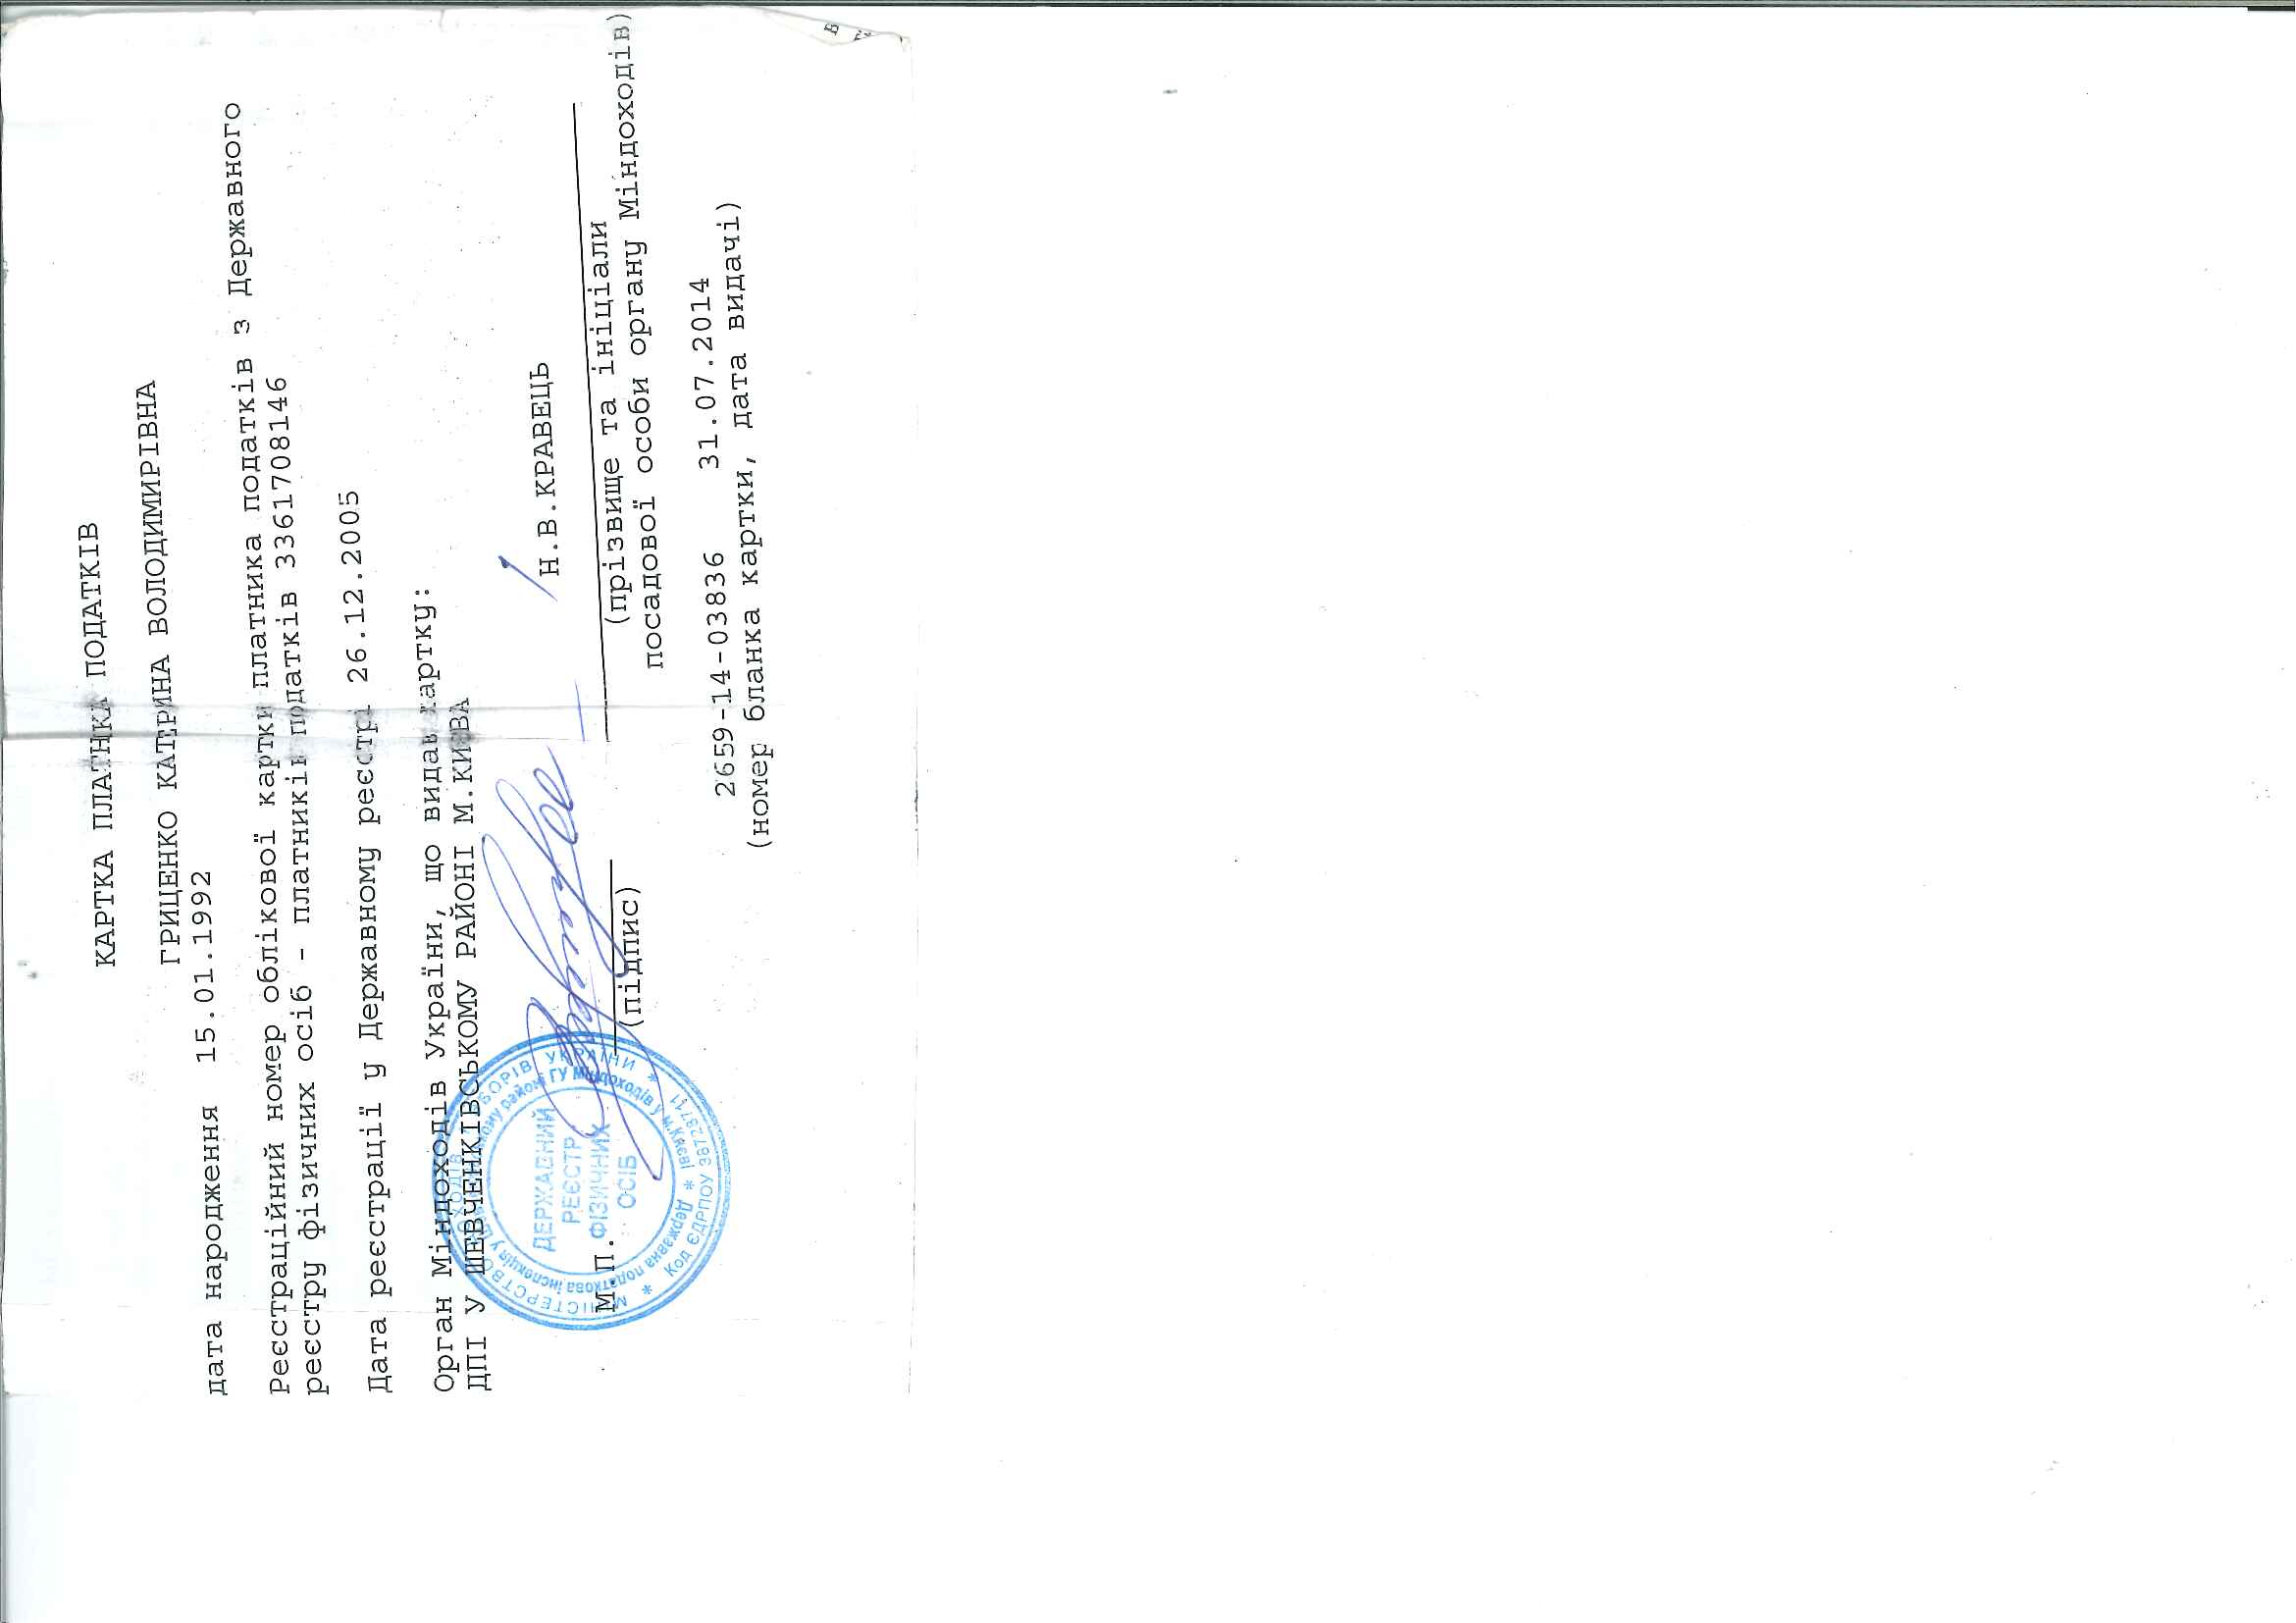 КАРТКА ПЛАТНИКА ПОДАТКІВ
ГРИЦЕНКО КАТРИНА ВОЛОДИМИРІВНА
дата народження 15.01.1992
Реєстраційний номер облікової картки платника податків з Державного
реєстру фізичних осіб - платників податків 3361708146
Дата реєстрації у Державному реєстрі 26.12.2005
Орган Міндоходів України, що видав картку:
ДПІ У ШЕВЧЕНКІВСЬКОМУ РАЙОНІ М.КИЄВА
Н.В.КРАВЕЦЬ
М.П.
(підпис)
(прізвище та ініціали
посадової особи органу Міндоходів)
2659-14-03836 31.07.2014
(номер бланка картки, дата видачі)
МІНІСТЕРСТВО ДОХОДІВ І ЗБОРІВ УКРАЇНИ *
* Код ЄДРПОУ 38723711
Державна податкова інспекція у Шевченківському районі ГУ Міндоходів у м.Києві *
ДЕРЖАВНИЙ
РЕЄСТР
ФІЗИЧНИХ
ОСІБ